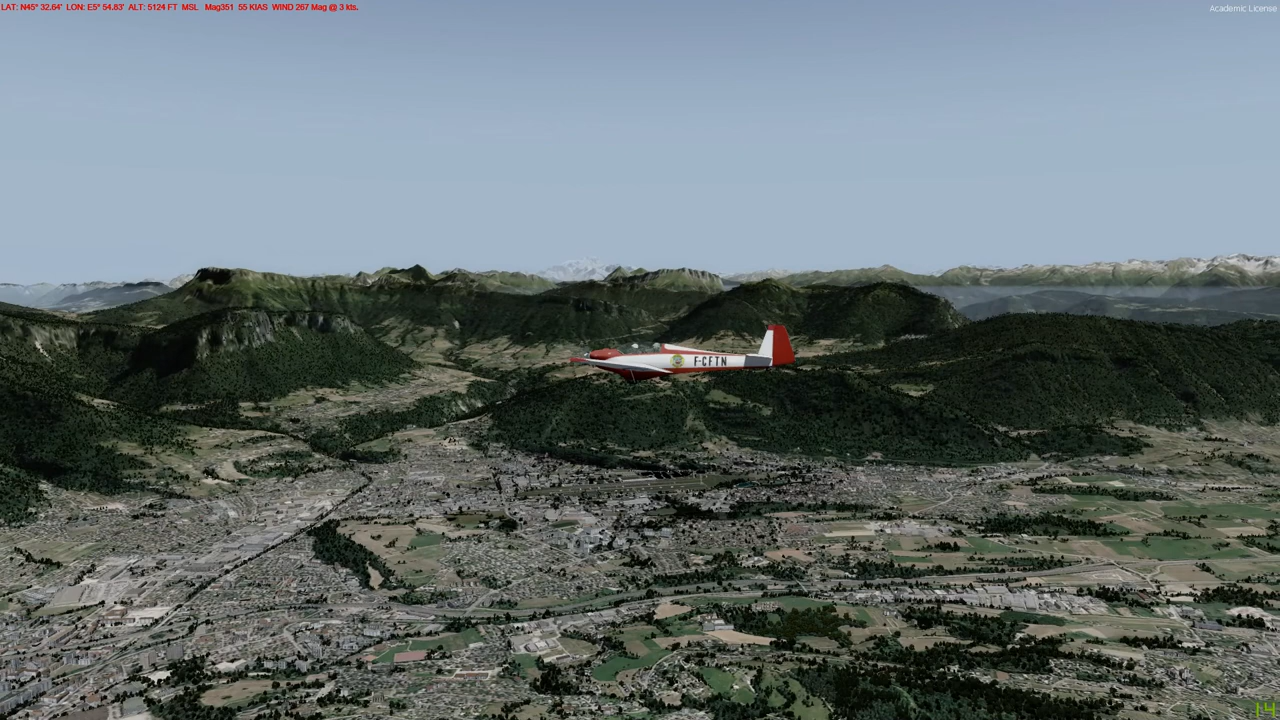 LAT: N45° 32.64' LON: E5° 54.83' ALT: 5124 FT MSL Mag351 55 KIAS WIND 267 Mag @ 3 kts.
Academic License
F-CFTN
14